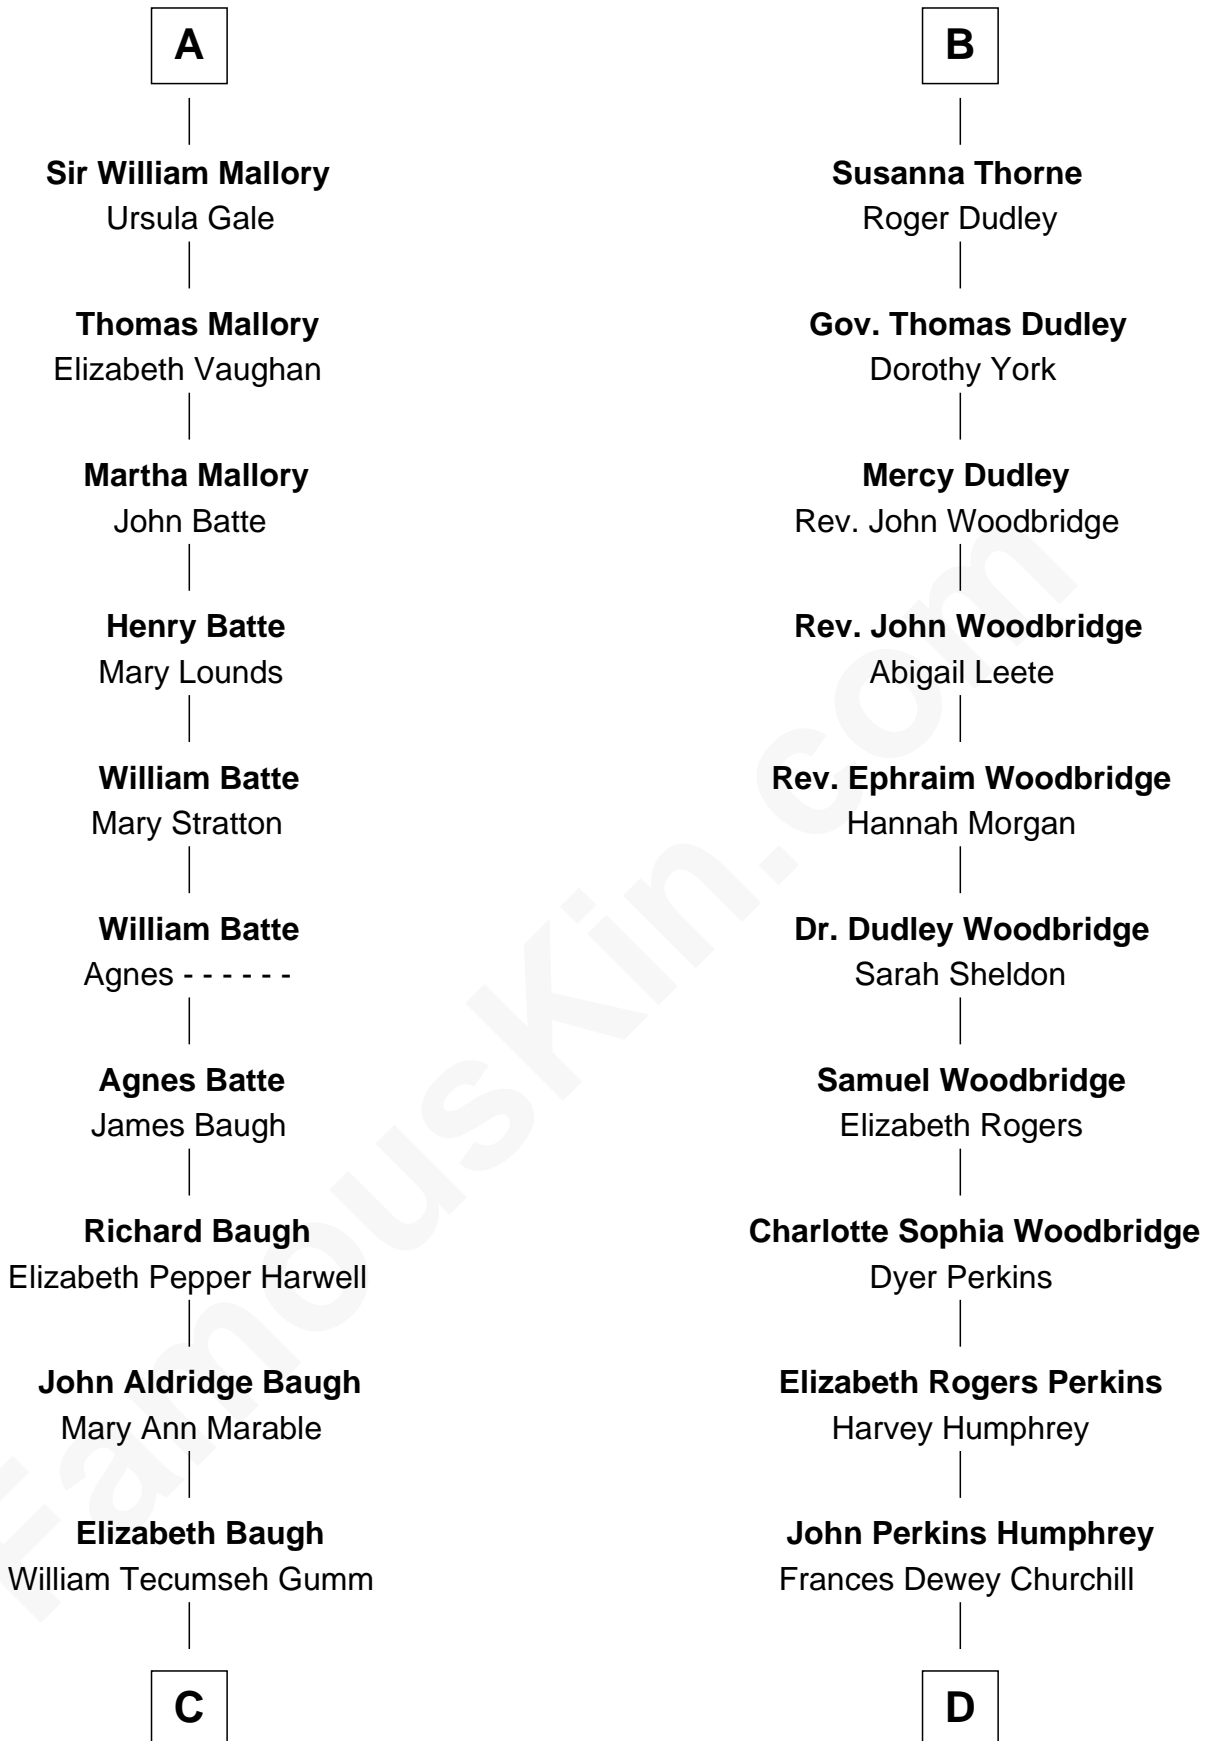 A
Sir William Mallory
Ursula Gale
Thomas Mallory
Elizabeth Vaughan
Martha Mallory
John Batte
Henry Batte
Mary Lounds
William Batte
Mary Stratton
William Batte
Agnes - - - - - -
Agnes Batte
James Baugh
Richard Baugh
Elizabeth Pepper Harwell
John Aldridge Baugh
Mary Ann Marable
Elizabeth Baugh
William Tecumseh Gumm
C
B
Susanna Thorne
Roger Dudley
Gov. Thomas Dudley
Dorothy York
Mercy Dudley
Rev. John Woodbridge
Rev. John Woodbridge
Abigail Leete
Rev. Ephraim Woodbridge
Hannah Morgan
Dr. Dudley Woodbridge
Sarah Sheldon
Samuel Woodbridge
Elizabeth Rogers
Charlotte Sophia Woodbridge
Dyer Perkins
Elizabeth Rogers Perkins
Harvey Humphrey
John Perkins Humphrey
Frances Dewey Churchill
D
FamousKin.com